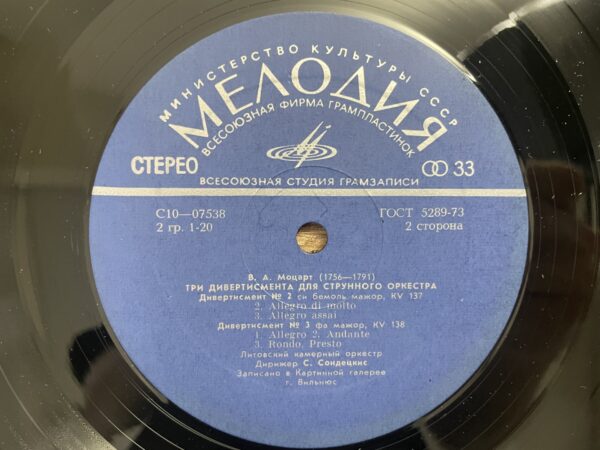 МИНИСТЕРСТВО КУЛЬТУРЫ СССР
МЕЛОДИЯ
ВСЕСОЮЗНАЯ ФИРМА ГРАМПЛАСТИНОК
СТЕРЕО
33
ВСЕСОЮЗНАЯ СТУДИЯ ГРАМЗАПИСИ
С10—07538
ГОСТ 5289-73
2 гр. 1-20
2 сторона
В. А. Моцарт (1756—1791)
ТРИ ДИВЕРТИСМЕНТА ДЛЯ СТРУННОГО ОРКЕСТРА
Дивертисмент № 2 си бемоль мажор, KV 137
2. Allegro di molto
3. Allegro assai
Дивертисмент № 3 фа мажор, KV 138
1. Allegro 2. Andante
3. Rondo. Presto
Литовский камерный оркестр
Дирижер С. Сондецкис
Записано в Картинной галерее
г. Вильнюс